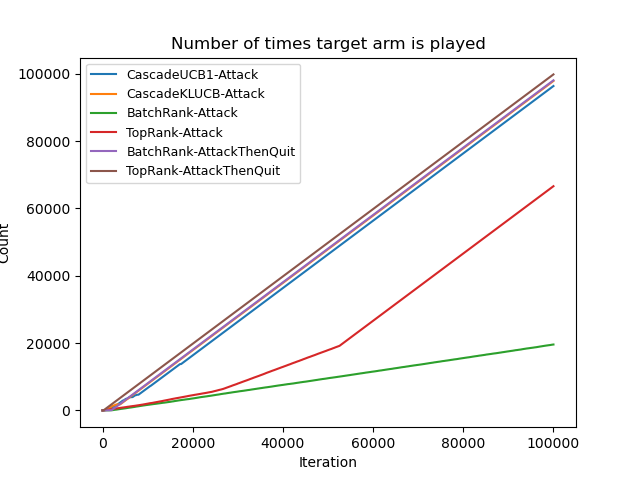 Number of times target arm is played
CascadeUCB1-Attack
CascadeKLUCB-Attack
BatchRank-Attack
TopRank-Attack
BatchRank-AttackThenQuit
TopRank-AttackThenQuit
100000
80000
60000
40000
20000
0
Count
0 20000 40000 60000 80000 100000
Iteration